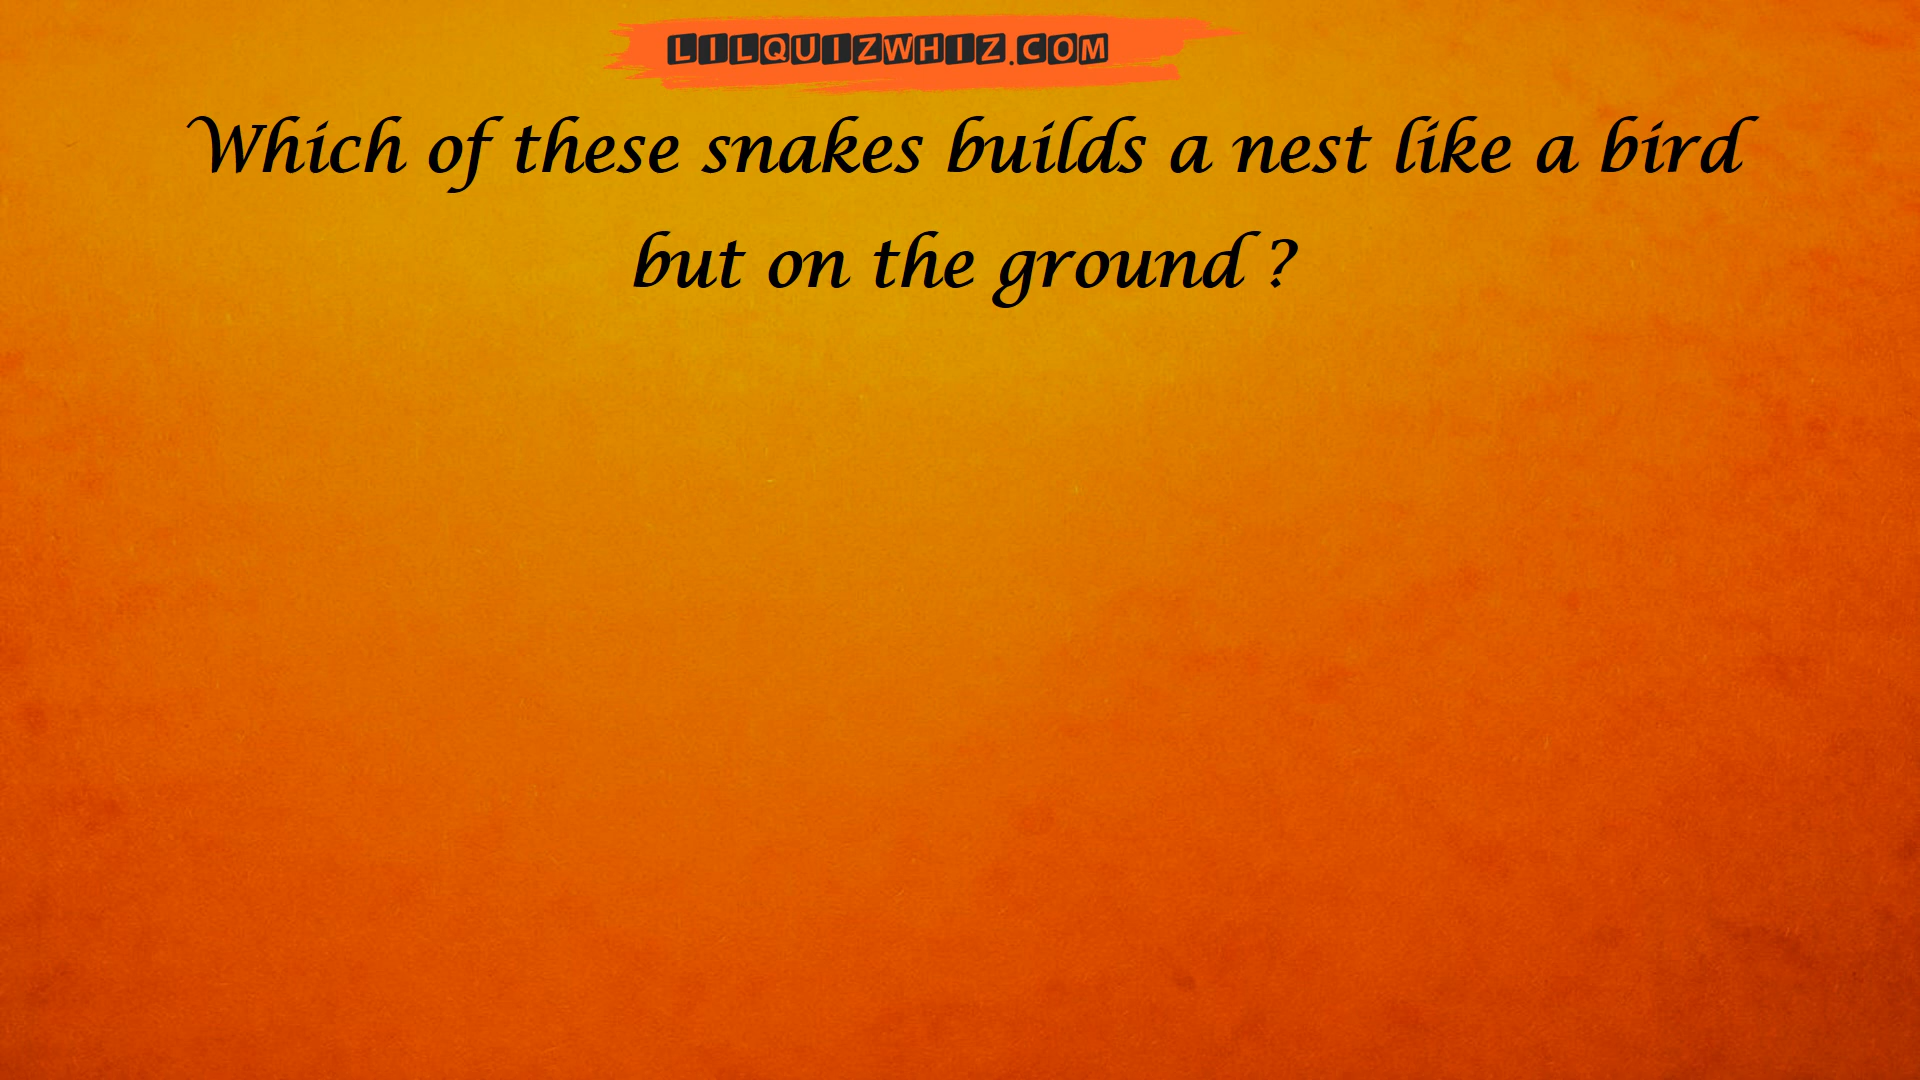 LILQUIZWHIZ.COM
Which of these snakes builds a nest like a bird
but on the ground ?